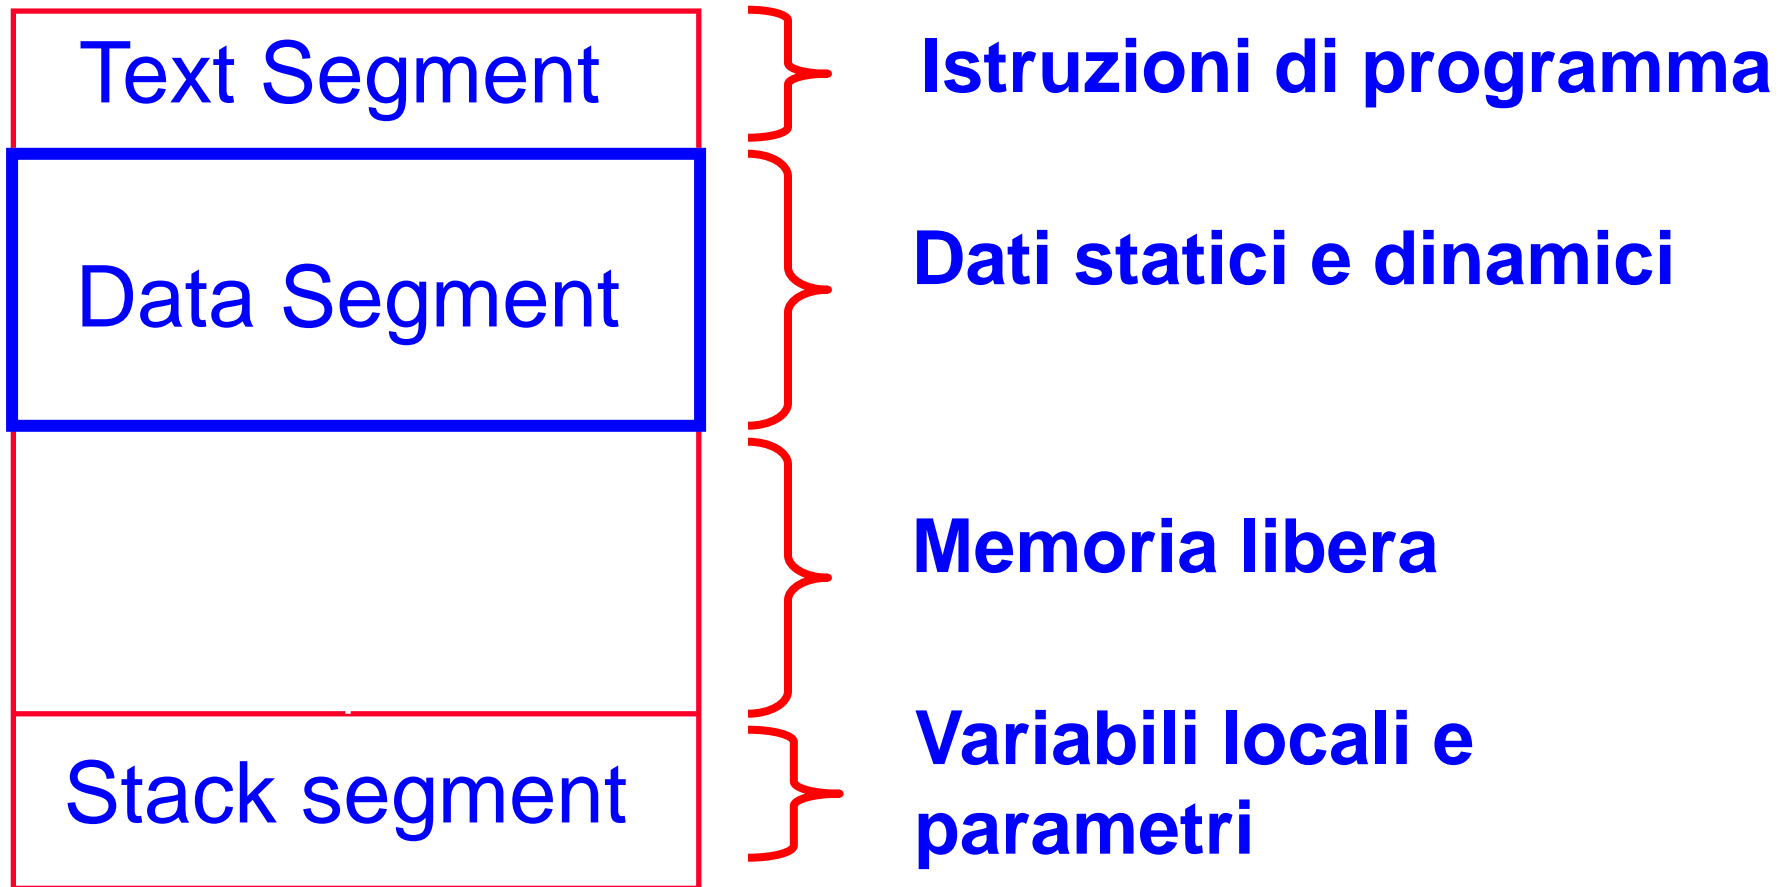 Text Segment
Istruzioni di programma
Data Segment
Dati statici e dinamici
Memoria libera
Stack segment
Variabili locali e
parametri